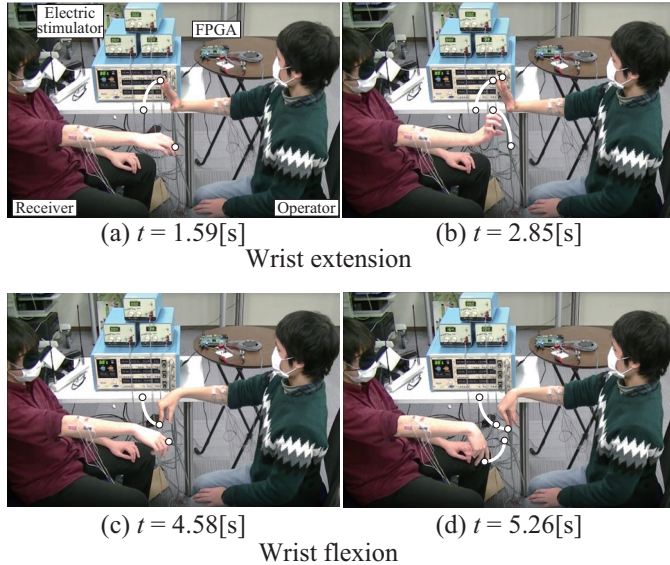 Electric
stimulator
FPGA
Receiver
Operator
(a) t = 1.59[s]
(b) t = 2.85[s]
Wrist extension
(c) t = 4.58[s]
(d) t = 5.26[s]
Wrist flexion